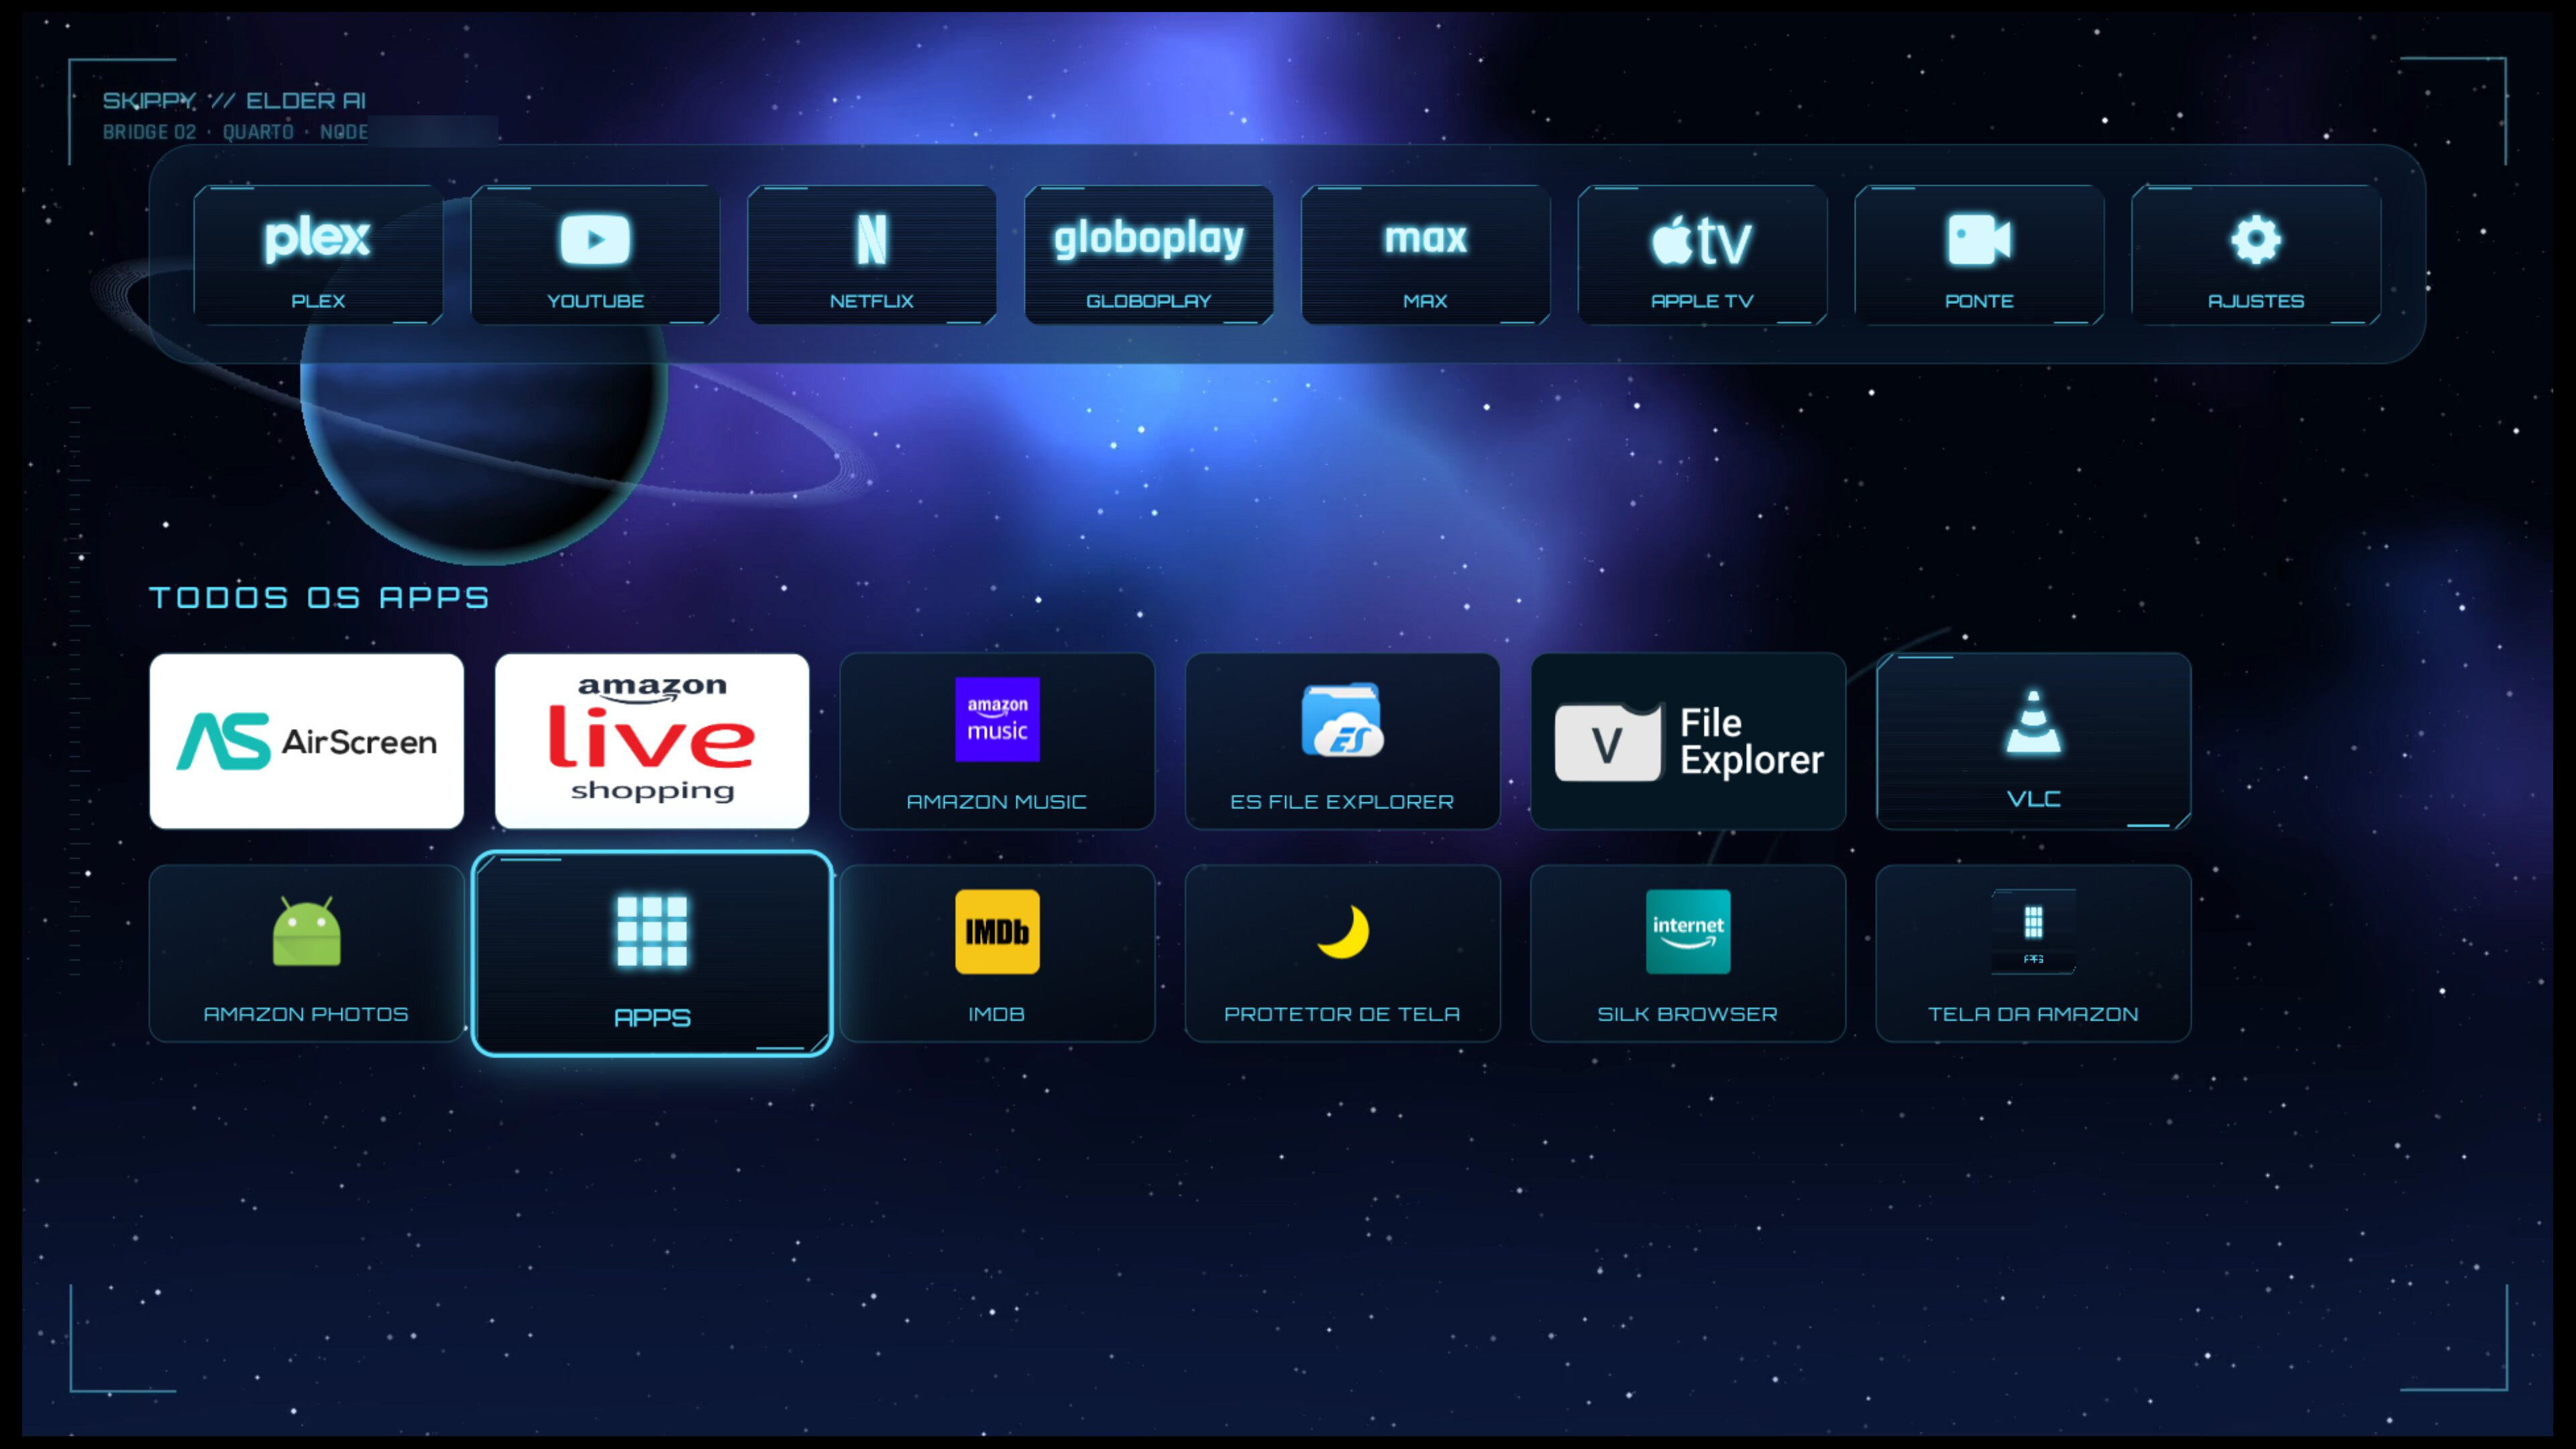 SKIPPY // ELDER AI
BRIDGE 02 · QUARTO · NODE
plex
N
globoplay
max
tv
PLEX
YOUTUBE
NETFLIX
GLOBOPLAY
MAX
APPLE TV
PONTE
AJUSTES
TODOS OS APPS
AS AirScreen
amazon
live
shopping
amazon
music
AMAZON MUSIC
ES
ES FILE EXPLORER
V
File
Explorer
VLC
AMAZON PHOTOS
APPS
IMDb
IMDB
PROTETOR DE TELA
internet
SILK BROWSER
TELA DA AMAZON